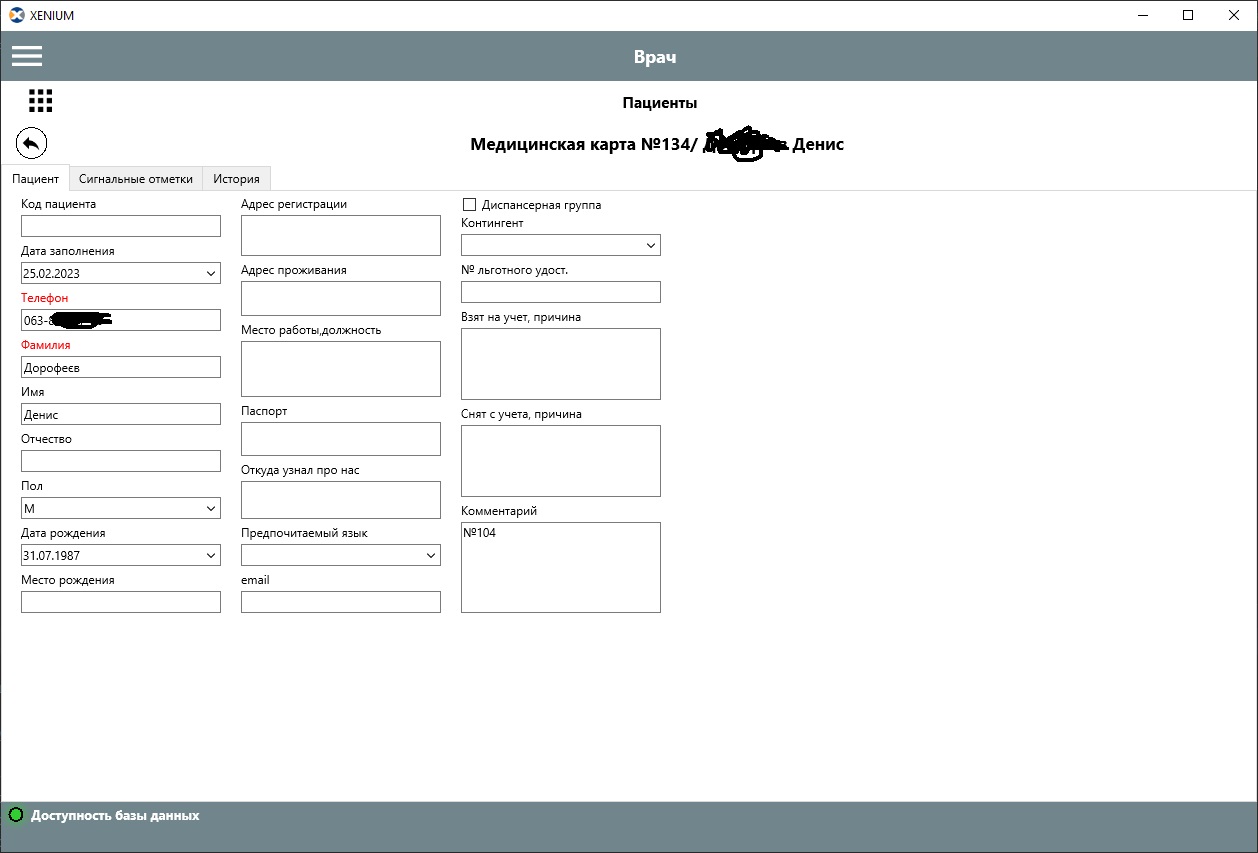 XENIUM
Врач
Пациенты
Медицинская карта №134/ Денис
Пациент
Сигнальные отметки
История
Код пациента
Дата заполнения
25.02.2023
Телефон
063-
Фамилия
Дорофеєв
Имя
Денис
Отчество
Пол
М
Дата рождения
31.07.1987
Место рождения
Адрес регистрации
Адрес проживания
Место работы,должность
Паспорт
Откуда узнал про нас
Предпочитаемый язык
email
Диспансерная группа
Контингент
№ льготного удост.
Взят на учет, причина
Снят с учета, причина
Комментарий
№104
Доступность базы данных